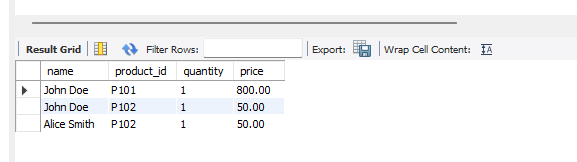 Result Grid Filter Rows: Export: Wrap Cell Content: IA
name product_id quantity price
John Doe P101 1 800.00
John Doe P102 1 50.00
Alice Smith P102 1 50.00